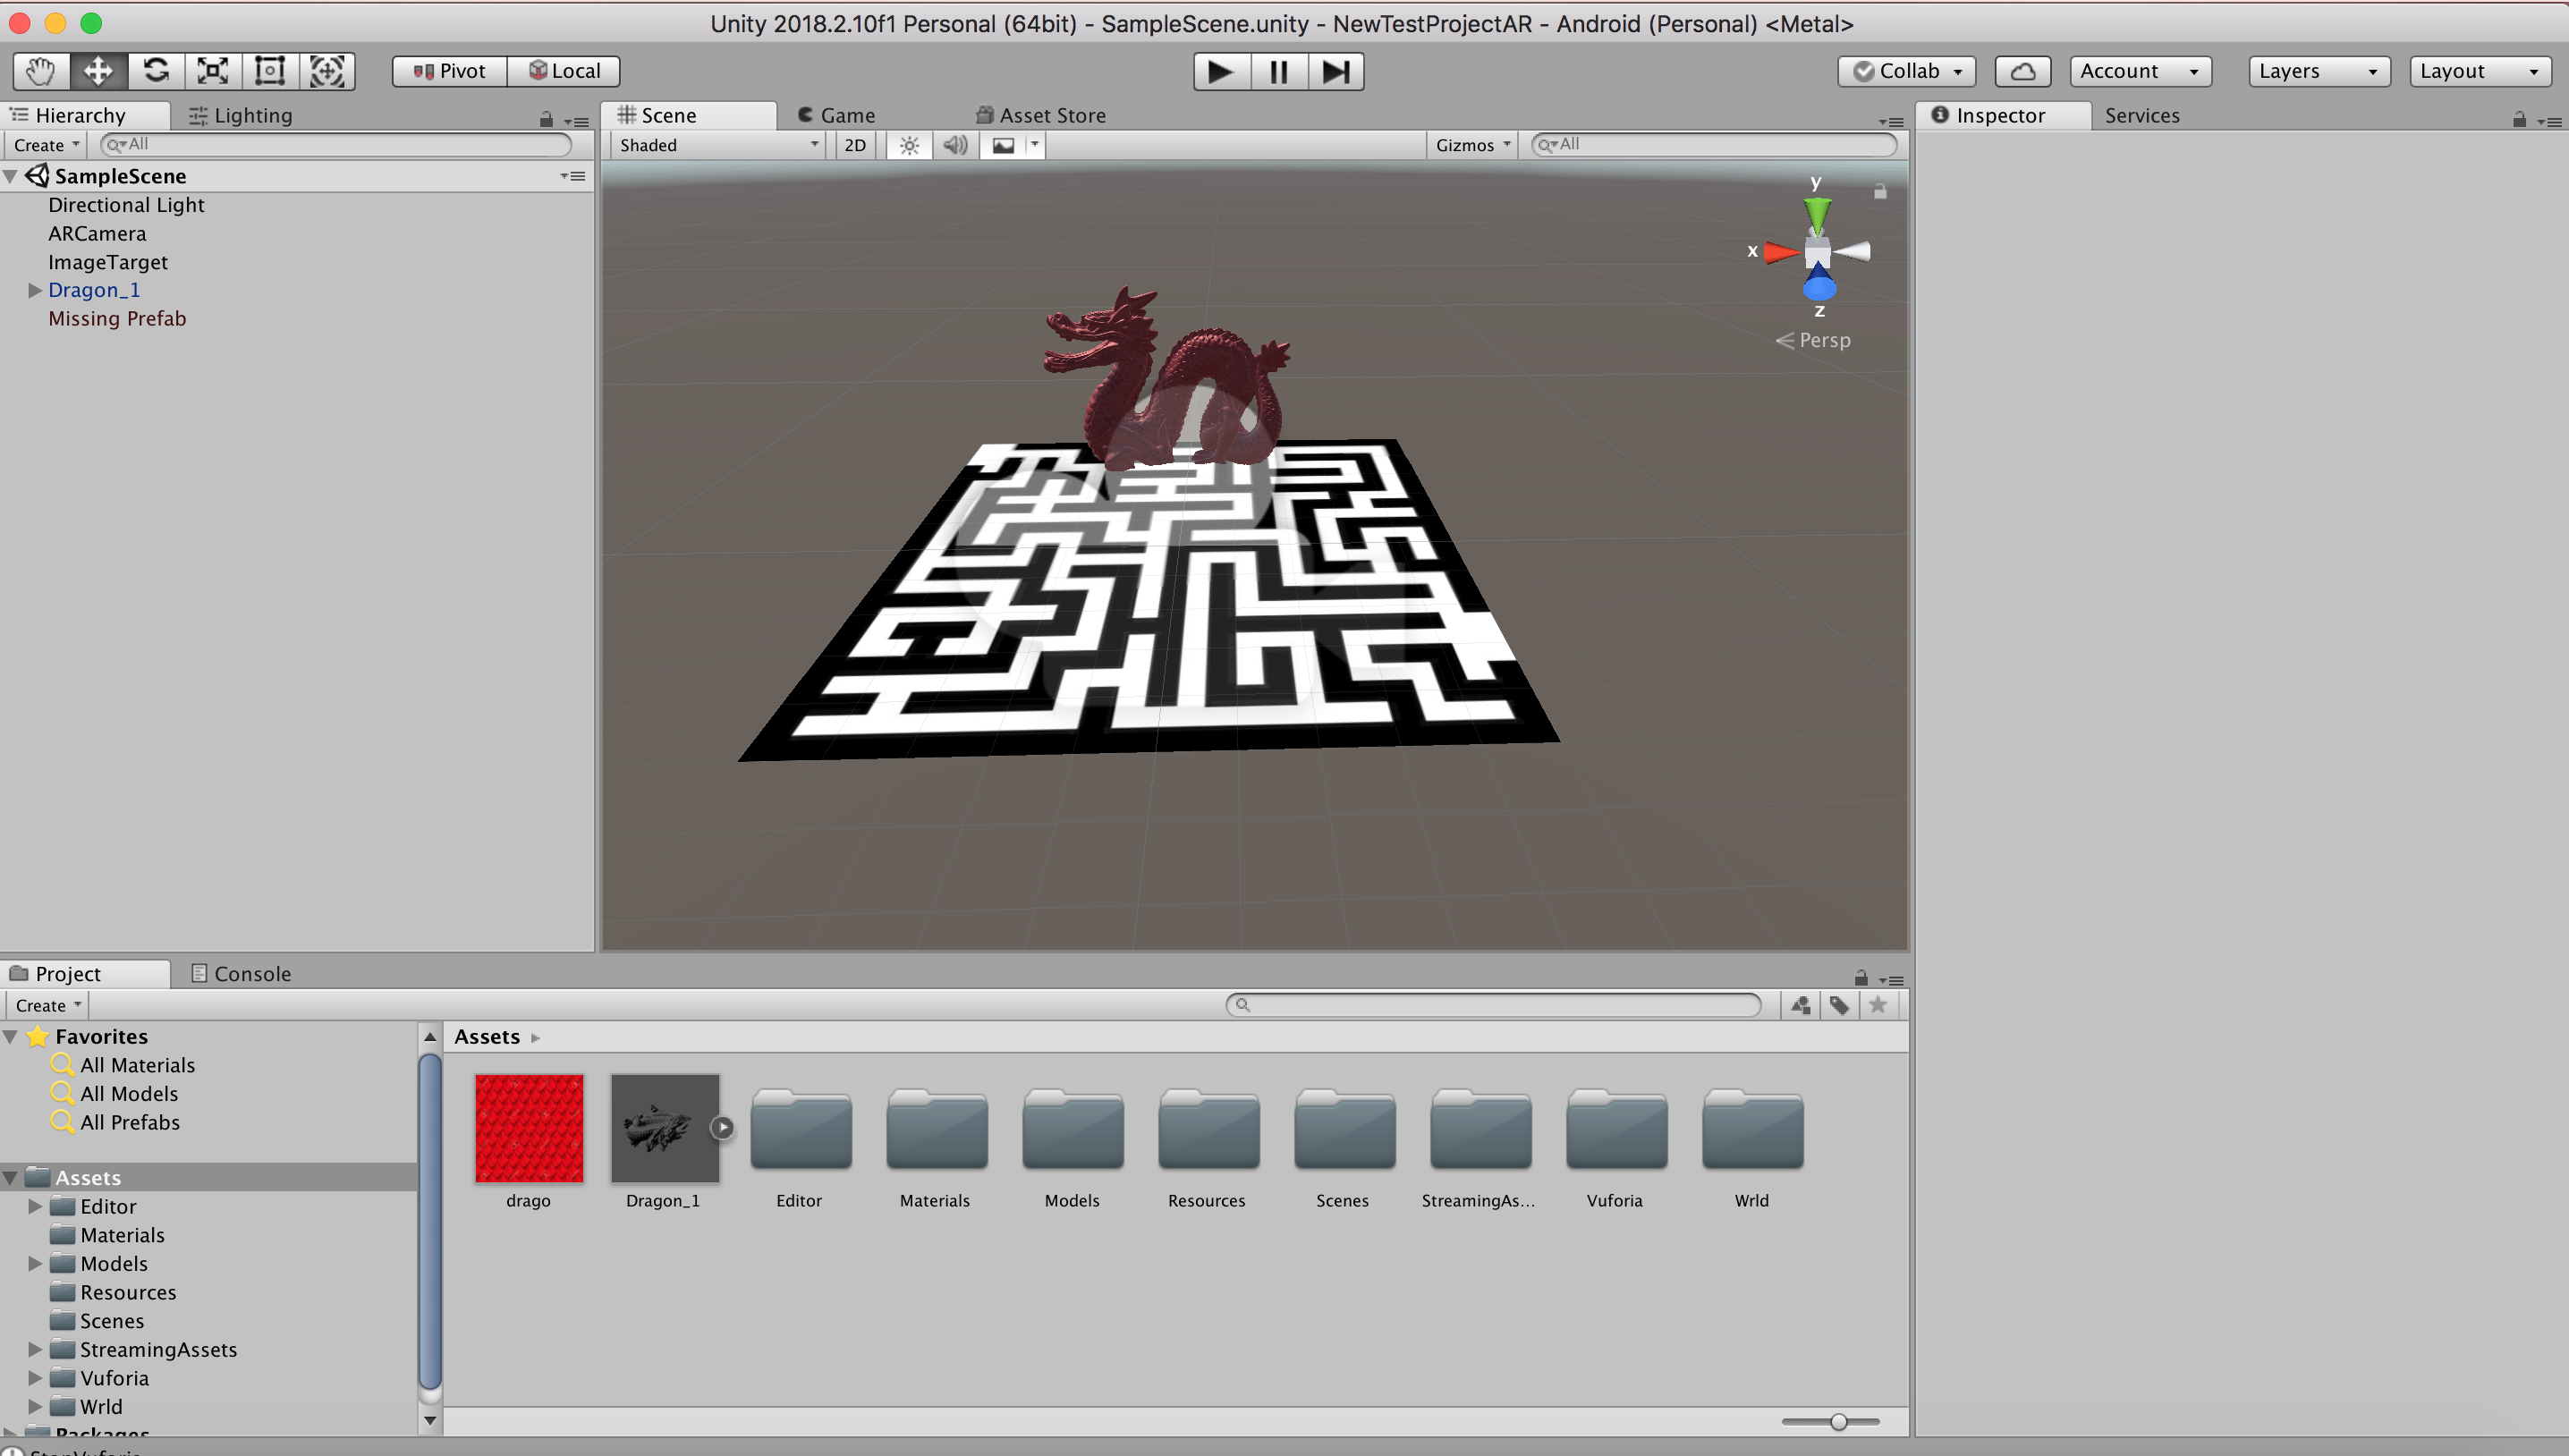 Unity 2018.2.10f1 Personal (64bit) - SampleScene.unity - NewTestProjectAR - Android (Personal) <Metal>
Pivot Local Collab Account Layers Layout
Hierarchy Lighting
Create All
SampleScene
Directional Light
ARCamera
ImageTarget
Dragon_1
Missing Prefab
Scene Game Asset Store
Shaded 2D Gizmos All
y
x
z
Persp
Inspector Services
Project Console
Create
Favorites
All Materials
All Models
All Prefabs
Assets
Editor
Materials
Models
Resources
Scenes
StreamingAssets
Vuforia
Wrld
Packages
StopVuforia
Assets
drago Dragon_1 Editor Materials Models Resources Scenes StreamingAs... Vuforia Wrld